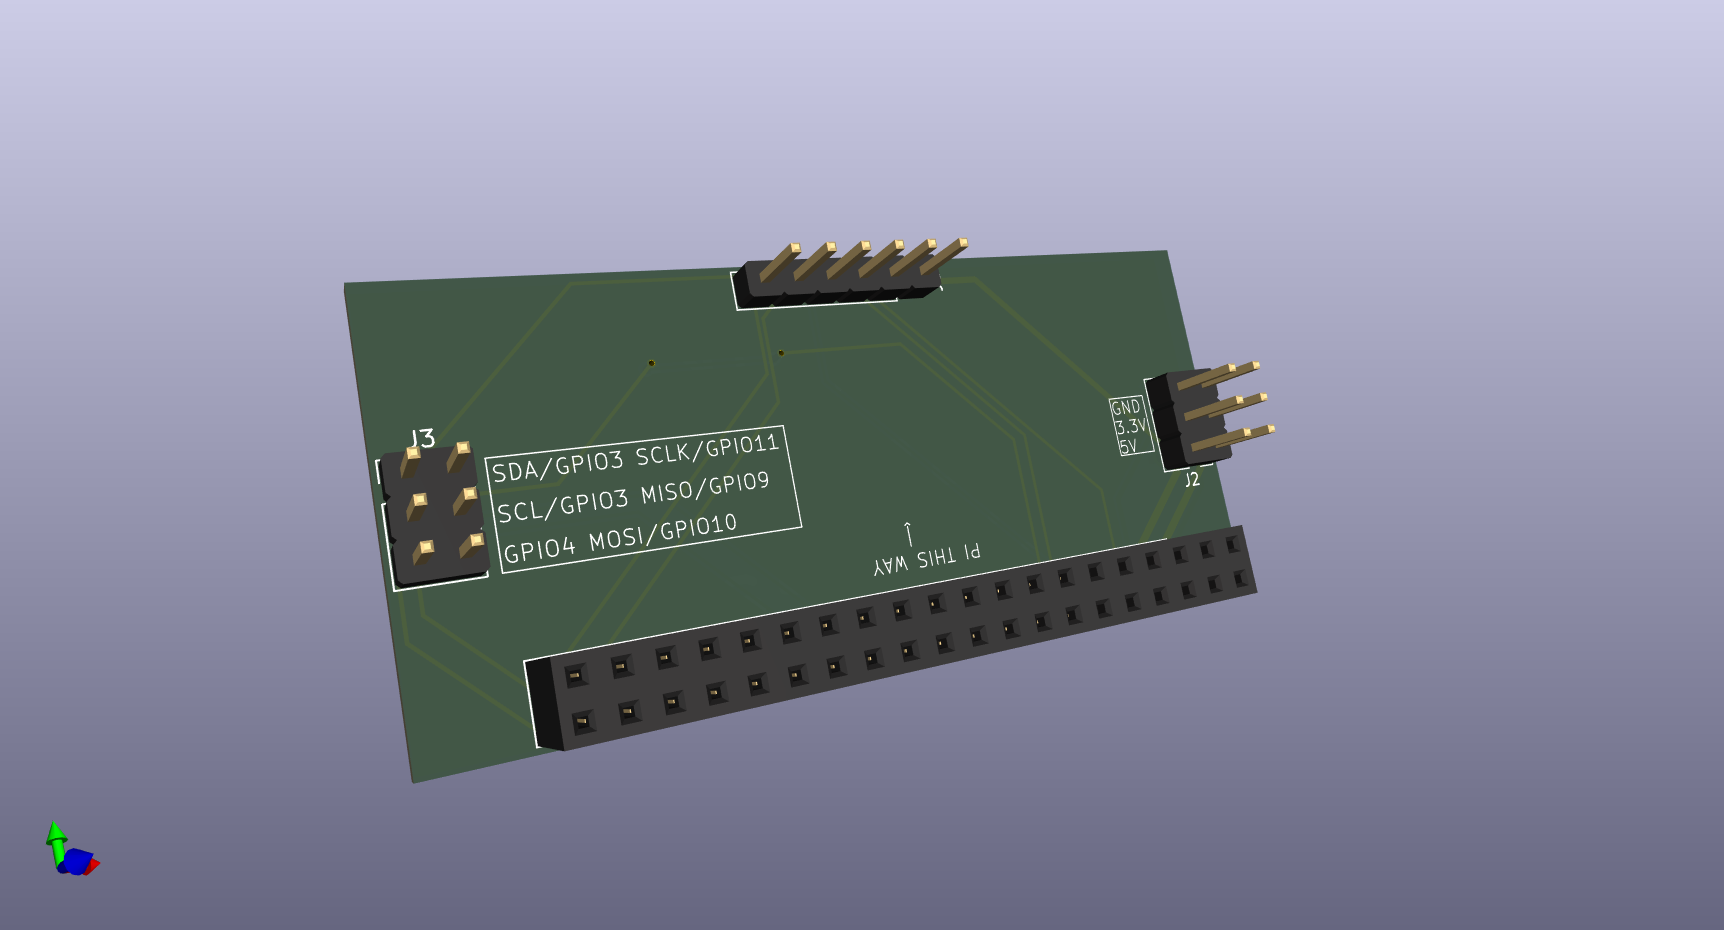 J3
SDA/GPIO3 SCLK/GPIO11
SCL/GPIO3 MISO/GPIO9
GPIO4 MOSI/GPIO10
GND
3.3V
5V
J2
PI THIS WAY